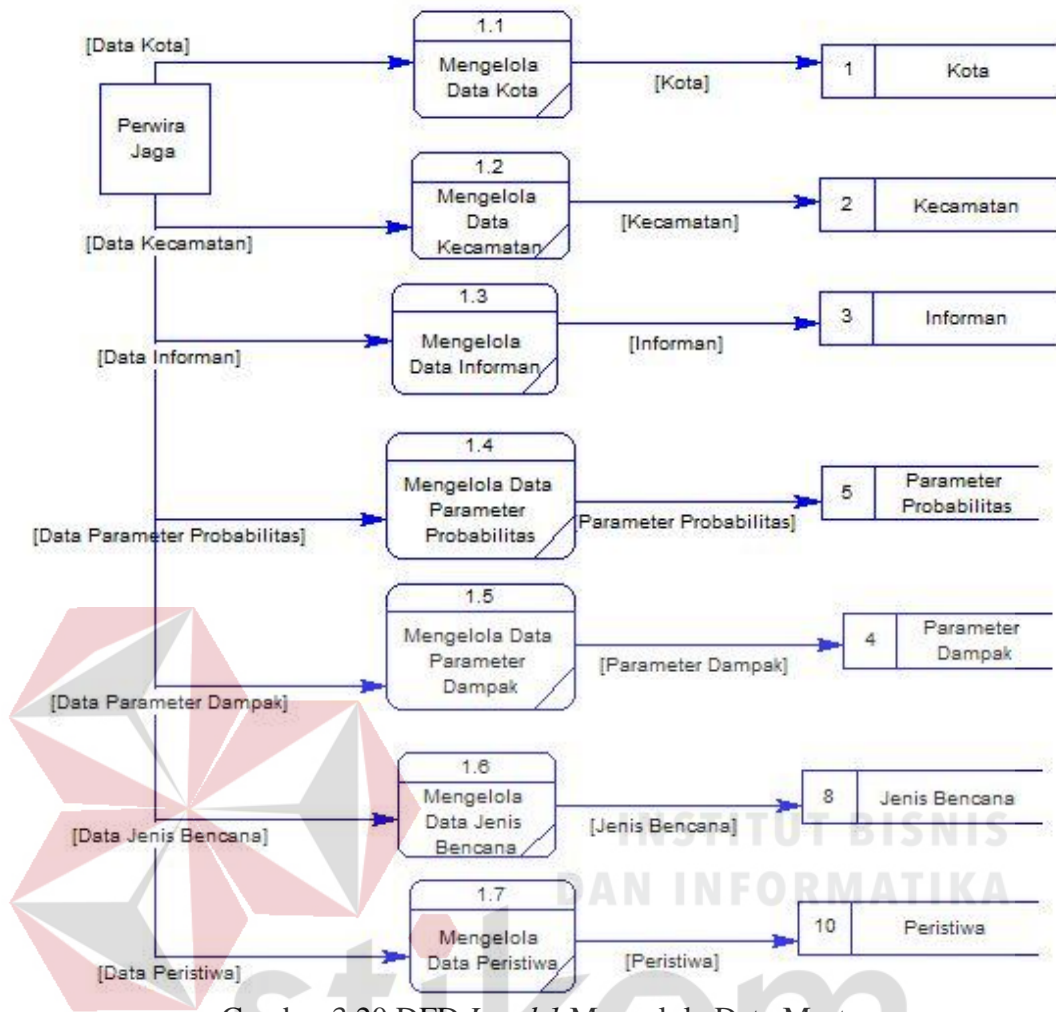 [Data Kota]
1.1
Mengelola
Data Kota
[Kota]
1
Kota
Perwira
Jaga
[Data Kecamatan]
1.2
Mengelola
Data
Kecamatan
[Kecamatan]
2
Kecamatan
[Data Informan]
1.3
Mengelola
Data Informan
[Informan]
3
Informan
[Data Parameter Probabilitas]
1.4
Mengelola Data
Parameter
Probabilitas
[Parameter Probabilitas]
5
Parameter
Probabilitas
[Data Parameter Dampak]
1.5
Mengelola Data
Parameter
Dampak
[Parameter Dampak]
4
Parameter
Dampak
[Data Jenis Bencana]
1.6
Mengelola
Data Jenis
Bencana
[Jenis Bencana]
8
Jenis Bencana
INSTITUT BISNIS
DAN INFORMATIKA
[Data Peristiwa]
1.7
Mengelola
Data Peristiwa
[Peristiwa]
10
Peristiwa
stikom